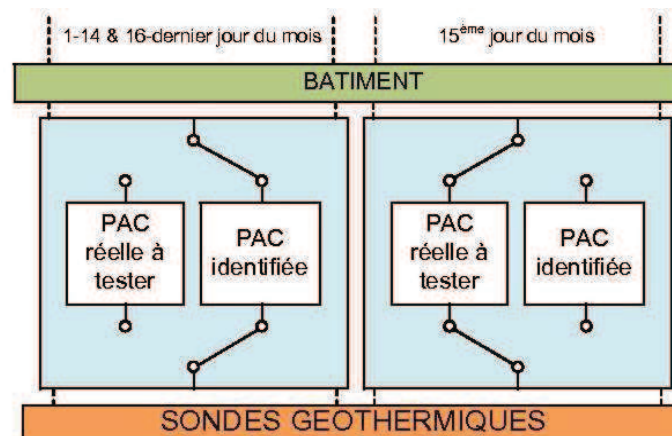 1-14 & 16-dernier jour du mois
15ème jour du mois
BATIMENT
PAC
réelle à
tester
PAC
identifiée
PAC
réelle à
tester
PAC
identifiée
SONDES GEOTHERMIQUES